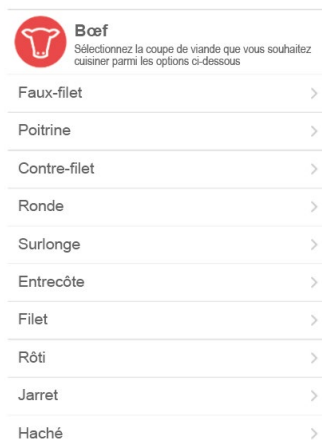 Bœf
Sélectionnez la coupe de viande que vous souhaitez
cuisiner parmi les options ci-dessous
Faux-filet
Poitrine
Contre-filet
Ronde
Surlonge
Entrecôte
Filet
Rôti
Jarret
Haché